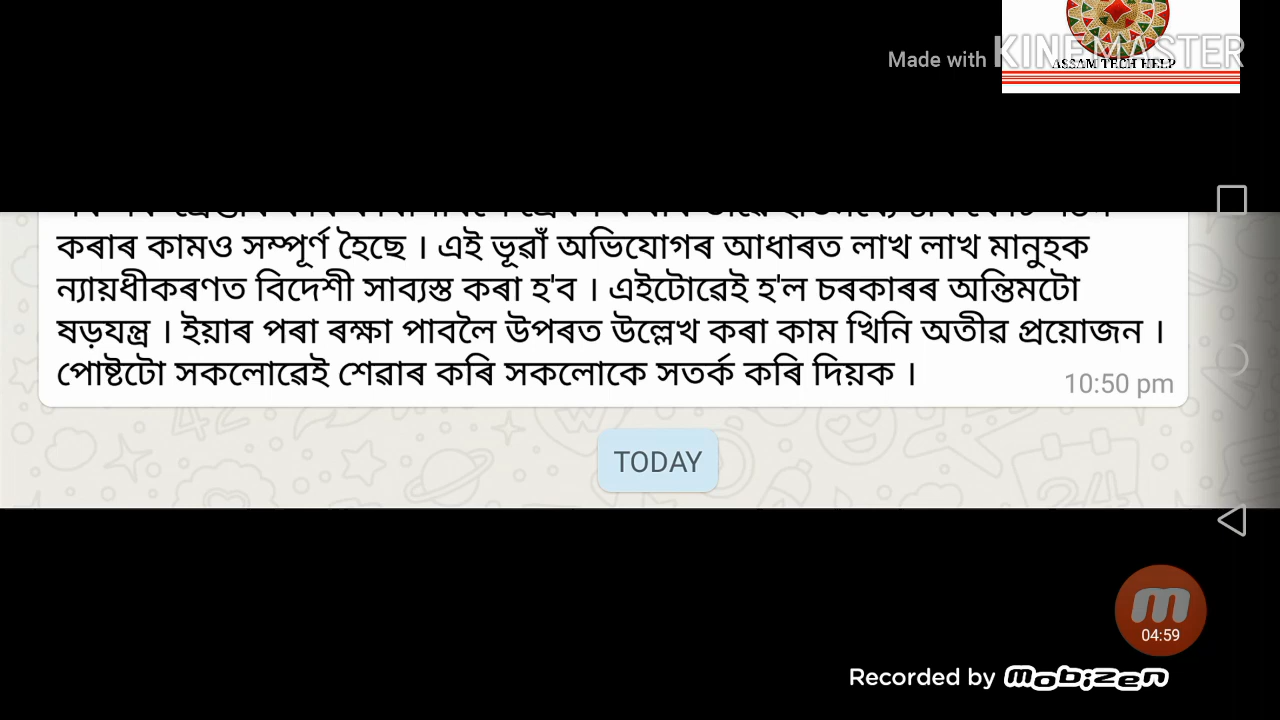 Made with KINEMASTER
ASSAM TECH HELP
কৰাৰ কামও সম্পূৰ্ণ হৈছে । এই ভূৱাঁ অভিযোগৰ আধাৰত লাখ লাখ মানুহক
ন্যায়ধীকৰণত বিদেশী সাব্যস্ত কৰা হ'ব । এইটোৱেই হ'ল চৰকাৰৰ অন্তিমটো
ষড়যন্ত্ৰ । ইয়াৰ পৰা ৰক্ষা পাবলৈ উপৰত উল্লেখ কৰা কাম খিনি অতীৱ প্ৰয়োজন ।
পোষ্টটো সকলোৱেই শেৱাৰ কৰি সকলোকে সতৰ্ক কৰি দিয়ক ।
10:50 pm
TODAY
04:59
Recorded by mobizen